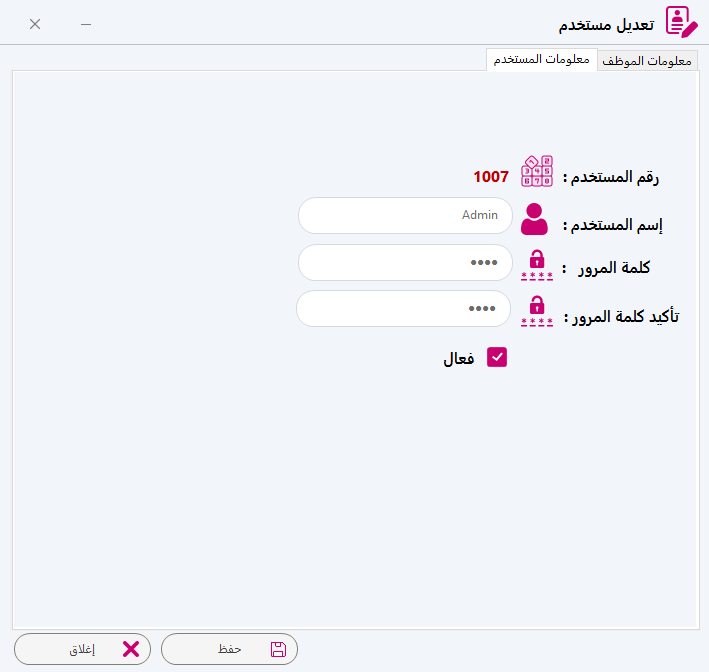 تعديل مستخدم
معلومات الموظف
معلومات المستخدم
رقم المستخدم : 1007
إسم المستخدم : Admin
كلمة المرور : ••••
تأكيد كلمة المرور : ••••
فعال
حفظ
إغلاق